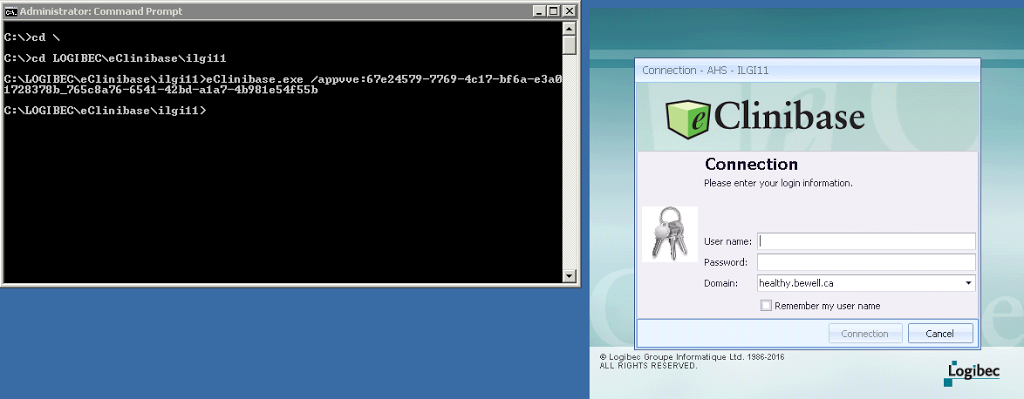 Administrator: Command Prompt
C:\>cd \
C:\>cd LOGIBEC\eClinibase\ilgi11
C:\LOGIBEC\eClinibase\ilgi11>eClinibase.exe /appvve:67e24579-7769-4c17-bf6a-e3a0
1728378b_765c8a76-6541-42bd-a1a7-4b981e54f55b
C:\LOGIBEC\eClinibase\ilgi11>
Connection - AHS - ILGI11
eClinibase
Connection
Please enter your login information.
User name:
Password:
Domain: healthy.bewell.ca
Remember my user name
Connection Cancel
© Logibec Groupe Informatique Ltd. 1986-2016
ALL RIGHTS RESERVED.
Logibec